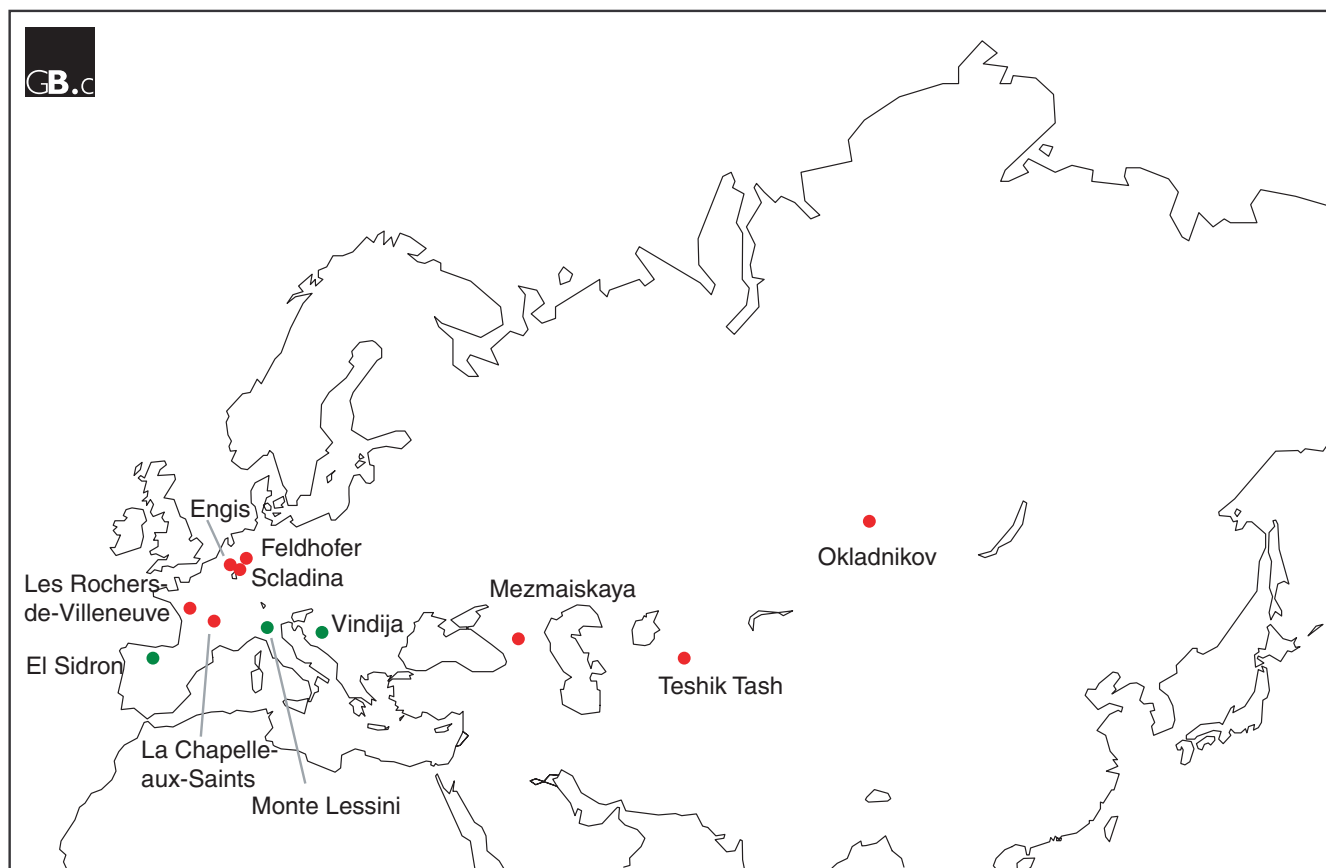 GB.c
Engis
Feldhofer
Scladina
Les Rochers-
de-Villeneuve
Vindija
El Sidron
La Chapelle-
aux-Saints
Monte Lessini
Mezmaiskaya
Teshik Tash
Okladnikov